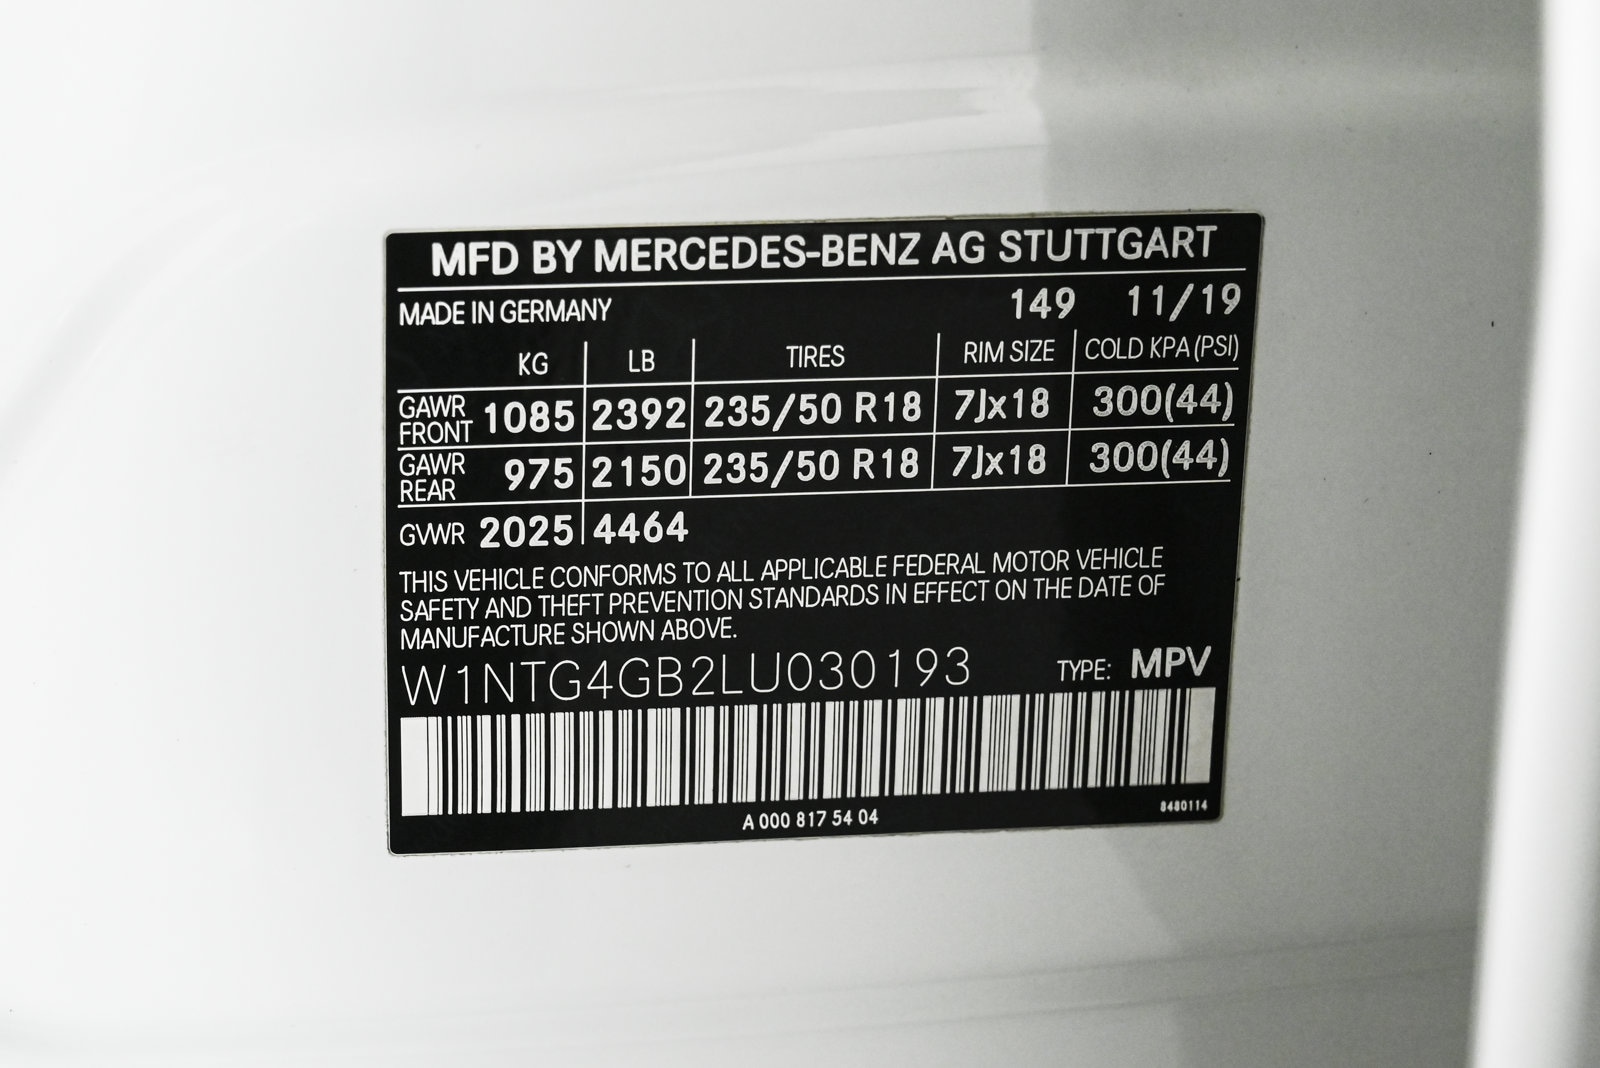 MFD BY MERCEDES-BENZ AG STUTTGART
MADE IN GERMANY 149 11/19
KG LB TIRES RIM SIZE COLD KPA (PSI)
GAWR FRONT 1085 2392 235/50 R18 7Jx18 300(44)
GAWR REAR 975 2150 235/50 R18 7Jx18 300(44)
GVWR 2025 4464
THIS VEHICLE CONFORMS TO ALL APPLICABLE FEDERAL MOTOR VEHICLE
SAFETY AND THEFT PREVENTION STANDARDS IN EFFECT ON THE DATE OF
MANUFACTURE SHOWN ABOVE.
W1NTG4GB2LU030193 TYPE: MPV
A 000 817 54 04 8480114